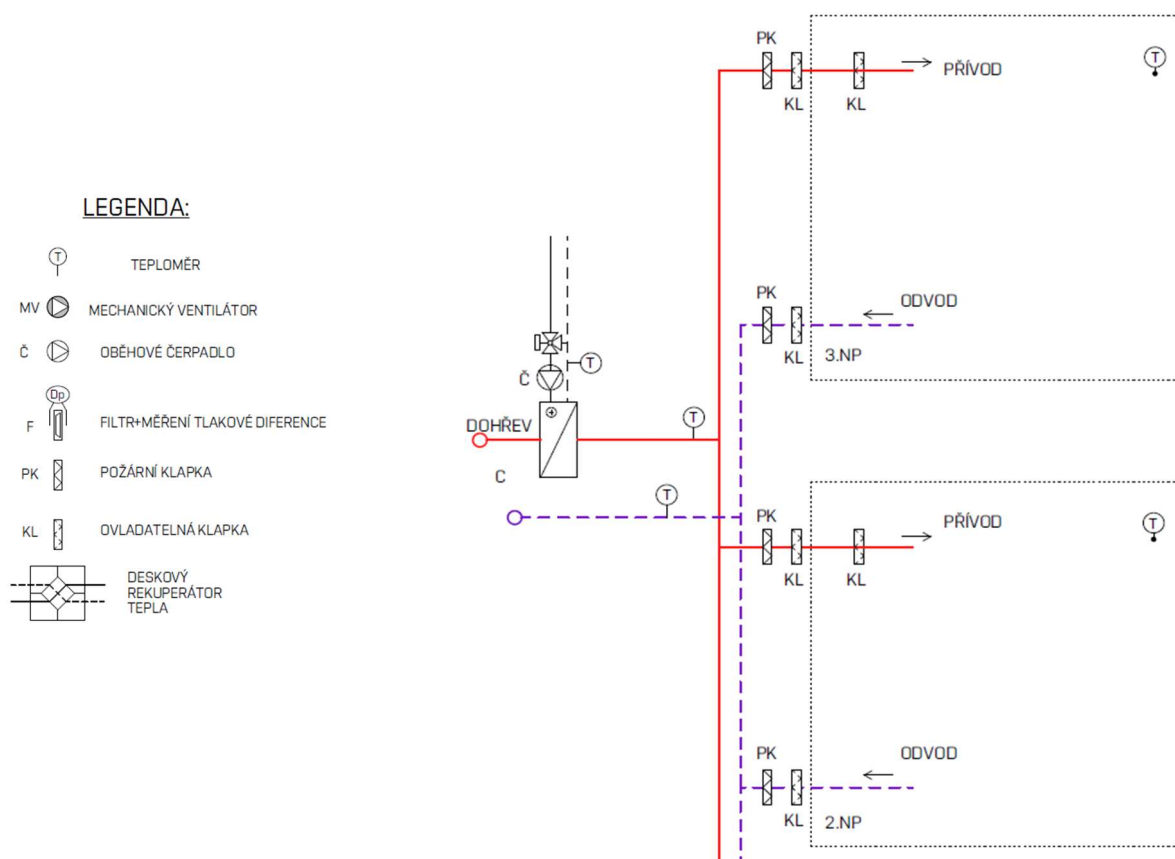 LEGENDA:
T
TEPLOMĚR
MV
MECHANICKÝ VENTILÁTOR
Č
OBĚHOVÉ ČERPADLO
Dp
F
FILTR+MĚŘENÍ TLAKOVÉ DIFERENCE
PK
POŽÁRNÍ KLAPKA
KL
OVLADATELNÁ KLAPKA
DESKOVÝ
REKUPERÁTOR
TEPLA
T
Č
DOHŘEV
C
T
T
PK
KL
KL
PŘÍVOD
T
PK
KL
ODVOD
3.NP
PK
KL
KL
PŘÍVOD
T
PK
KL
ODVOD
2.NP